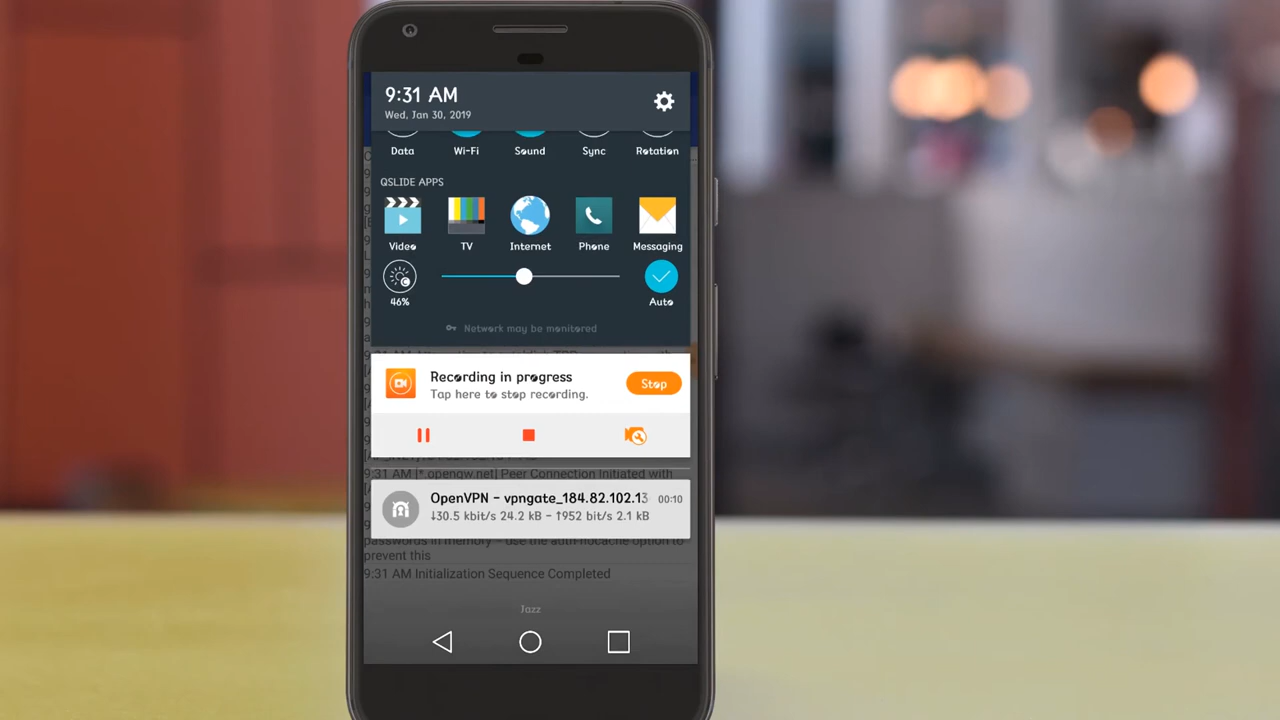 9:31 AM
Wed, Jan 30, 2019
Data Wi-Fi Sound Sync Rotation
QSLIDE APPS
Video TV Internet Phone Messaging
46% Auto
Network may be monitored
Recording in progress
Tap here to stop recording.
Stop
9:31 AM [*.opengw.net] Peer Connection Initiated with
OpenVPN - vpngate_184.82.102.13 00:10
↓30.5 kbit/s 24.2 kB - ↑952 bit/s 2.1 kB
passwords in memory - use the auth-nocache option to
prevent this
9:31 AM Initialization Sequence Completed
Jazz